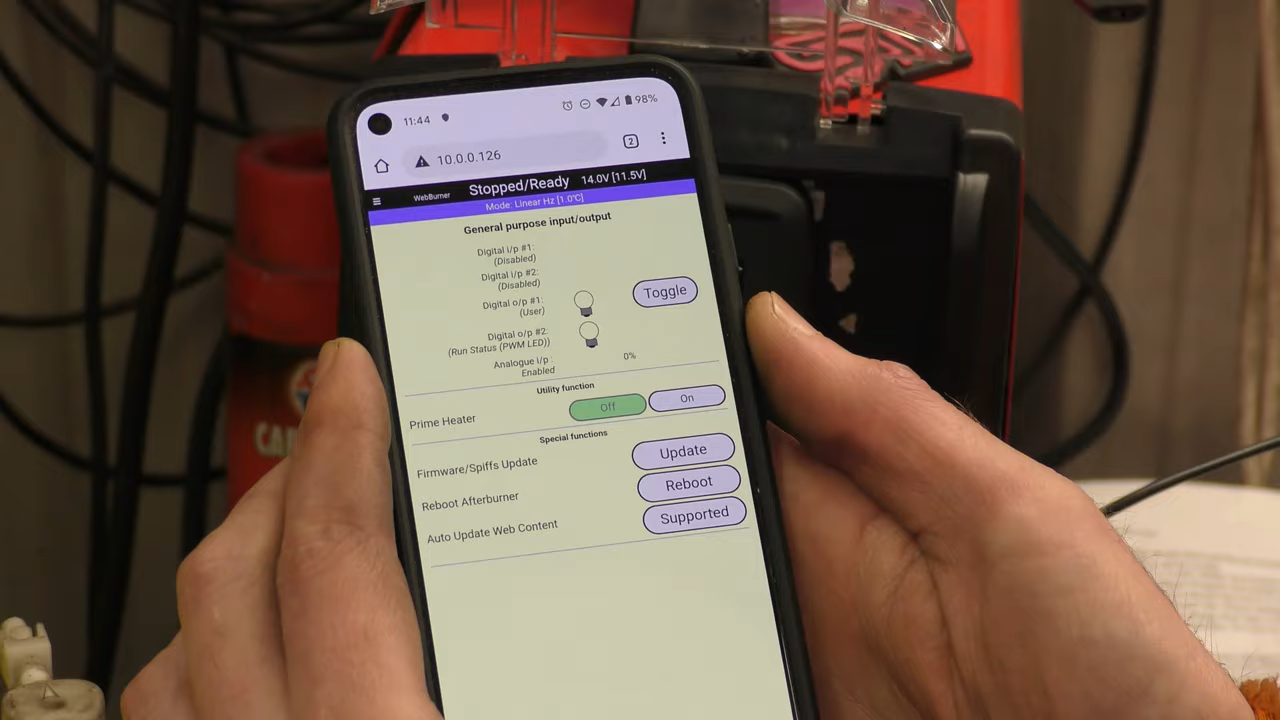 11:44 98%
2
10.0.0.126
WebBurner Stopped/Ready 14.0V [11.5V]
Mode: Linear Hz [1.0°C]
General purpose input/output
Digital i/p #1:
(Disabled)
Digital i/p #2:
(Disabled)
Digital o/p #1:
(User)
Toggle
Digital o/p #2:
(Run Status (PWM LED))
Analogue i/p :
Enabled
0%
Utility function
Prime Heater Off On
Special functions
Firmware/Spiffs Update Update
Reboot Afterburner Reboot
Auto Update Web Content Supported